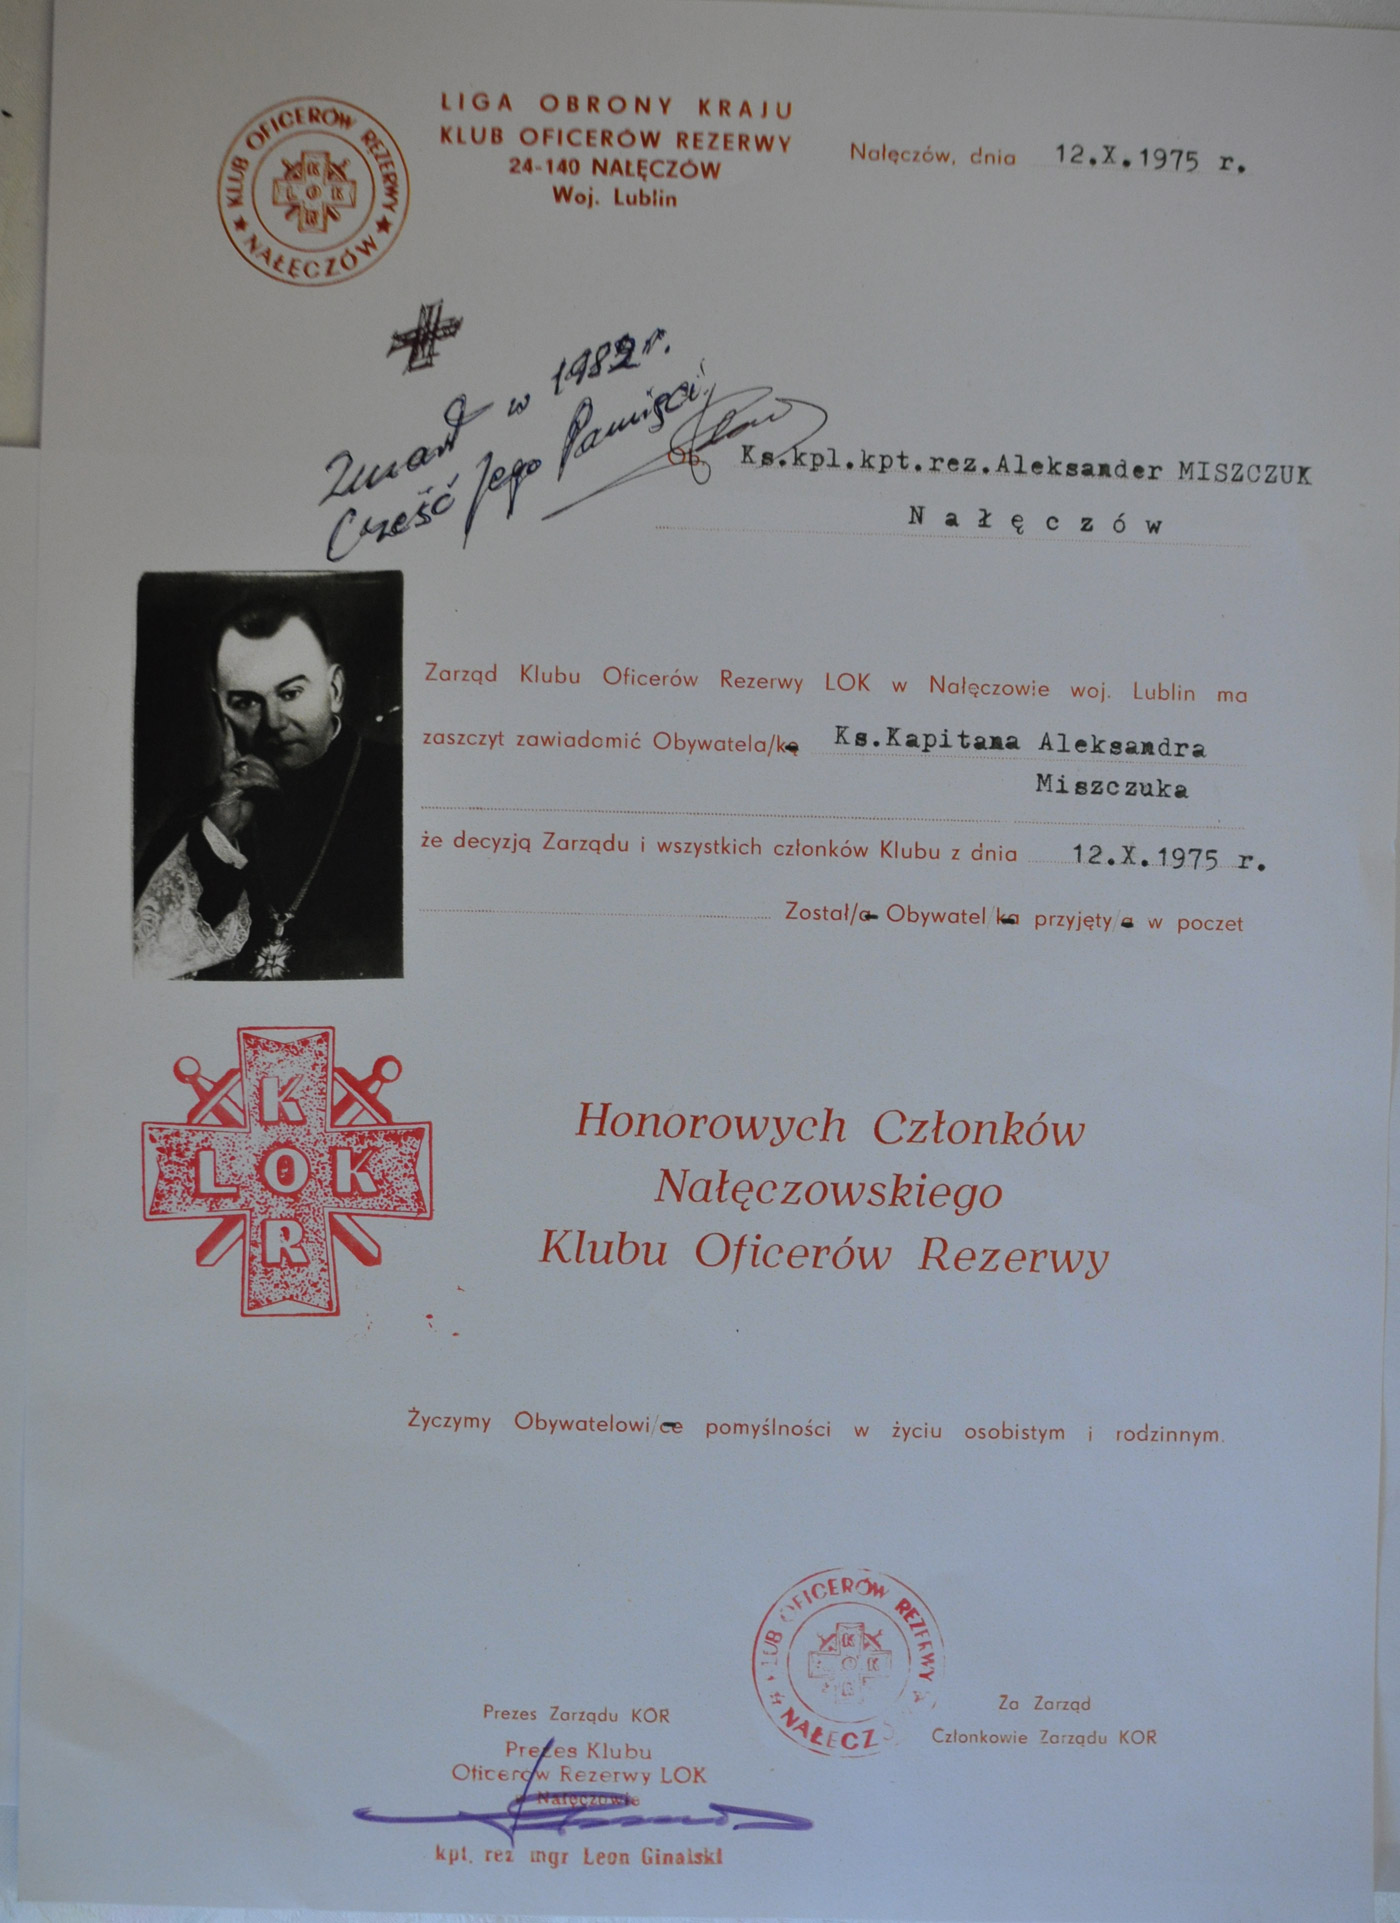 KLUB OFICERÓW REZERWY
★ NAŁĘCZÓW ★
K
LOK
R
LIGA OBRONY KRAJU
KLUB OFICERÓW REZERWY
24-140 NAŁĘCZÓW
Woj. Lublin
Nałęczów, dnia 12.X.1975 r.
Zmarł w 1982 r.
Cześć Jego Pamięci!
Ob. Ks.kpl.kpt.rez.Aleksander MISZCZUK
Nałęczów
Zarząd Klubu Oficerów Rezerwy LOK w Nałęczowie woj. Lublin ma
zaszczyt zawiadomić Obywatela/kę Ks.Kapitana Aleksandra
Miszczuka
że decyzją Zarządu i wszystkich członków Klubu z dnia 12.X.1975 r.
Został/a Obywatel/ka przyjęty/a w poczet
K
LOK
R
Honorowych Członków
Nałęczowskiego
Klubu Oficerów Rezerwy
Życzymy Obywatelowi/ce pomyślności w życiu osobistym i rodzinnym.
KLUB OFICERÓW REZERWY
NAŁĘCZÓW
K
LOK
R
Prezes Zarządu KOR
Za Zarząd
Członkowie Zarządu KOR
Prezes Klubu
Oficerów Rezerwy LOK
w Nałęczowie
kpt. rez mgr Leon Ginalski